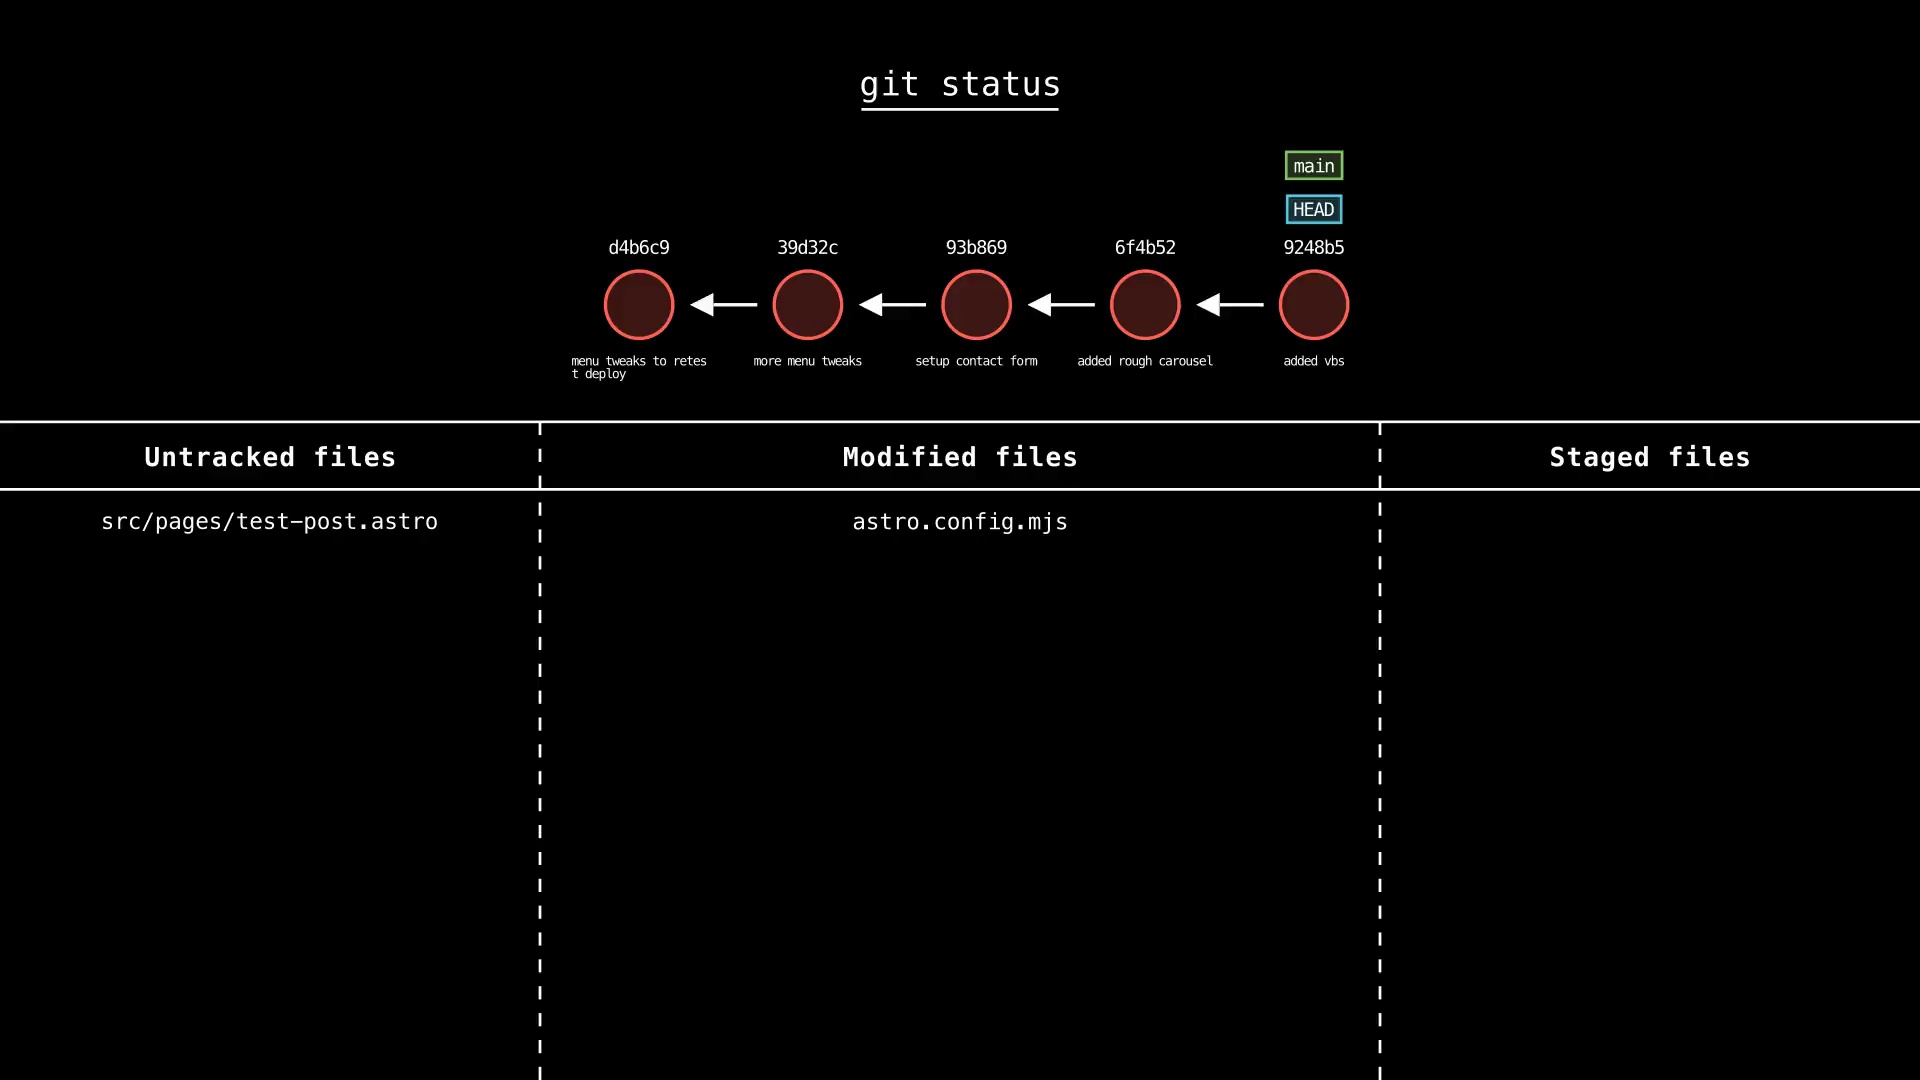 git status
main
HEAD
d4b6c9 39d32c 93b869 6f4b52 9248b5
menu tweaks to retes
t deploy
more menu tweaks
setup contact form
added rough carousel
added vbs
Untracked files Modified files Staged files
src/pages/test-post.astro astro.config.mjs